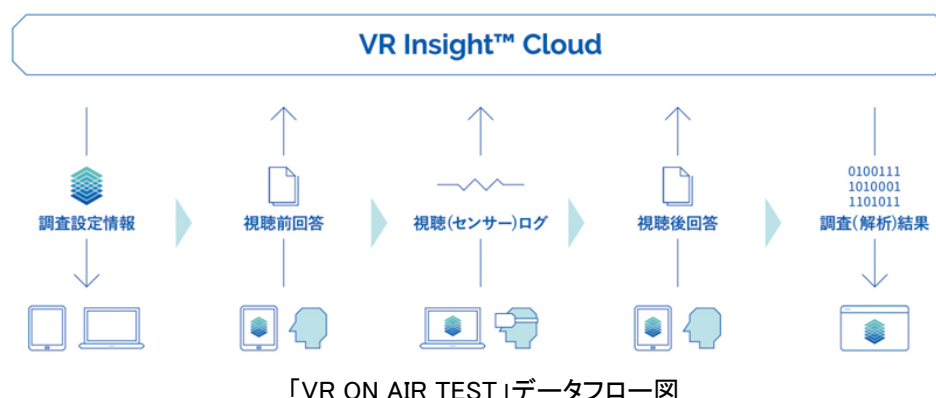 VR Insight™ Cloud
0100111
1010001
1101011
調査設定情報
視聴前回答
視聴(センサー)ログ
視聴後回答
調査(解析)結果
「VR ON AIR TEST」データフロー図